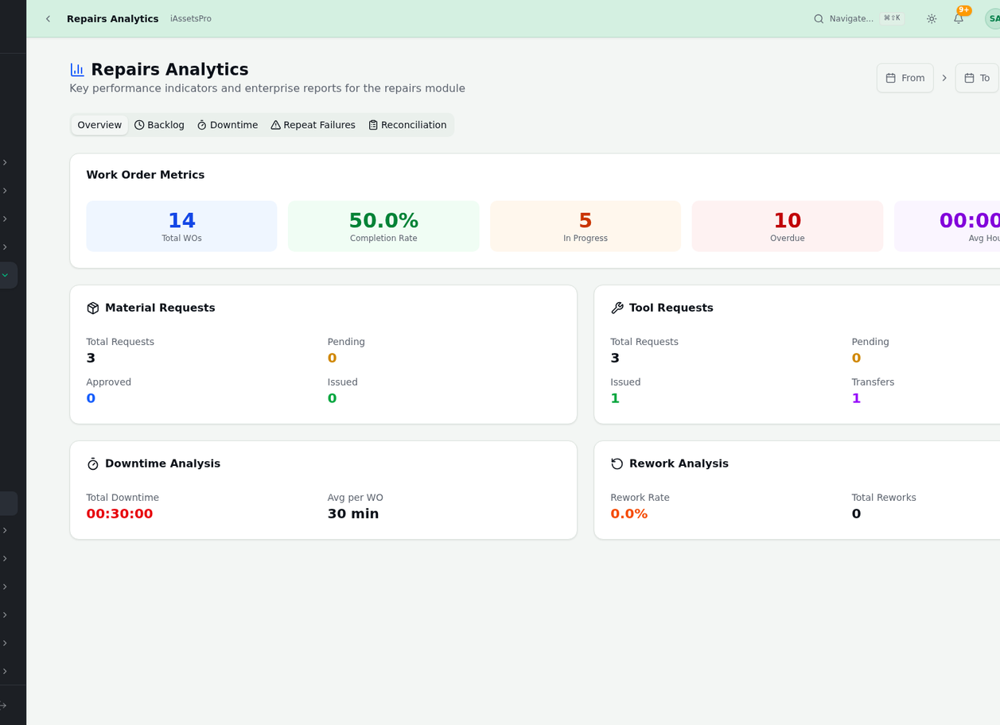 Repairs Analytics iAssetsPro Navigate... ⌘⇧K 9+ SA
Repairs Analytics
Key performance indicators and enterprise reports for the repairs module
From To
Overview Backlog Downtime Repeat Failures Reconciliation
Work Order Metrics
14 50.0% 5 10 00:00
Total WOs Completion Rate In Progress Overdue Avg Hou
Material Requests Tool Requests
Total Requests Pending Total Requests Pending
3 0 3 0
Approved Issued Issued Transfers
0 0 1 1
Downtime Analysis Rework Analysis
Total Downtime Avg per WO Rework Rate Total Reworks
00:30:00 30 min 0.0% 0